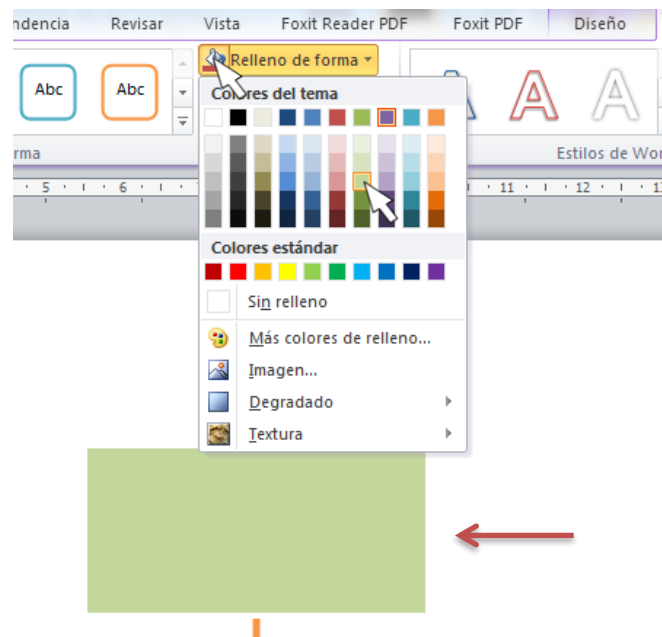 ndencia Revisar Vista Foxit Reader PDF Foxit PDF Diseño
Relleno de forma
Abc Abc A A A
Colores del tema
rma Estilos de Wor
5 6 11 12 1
Colores estándar
Sin relleno
Más colores de relleno...
Imagen...
Degradado
Textura